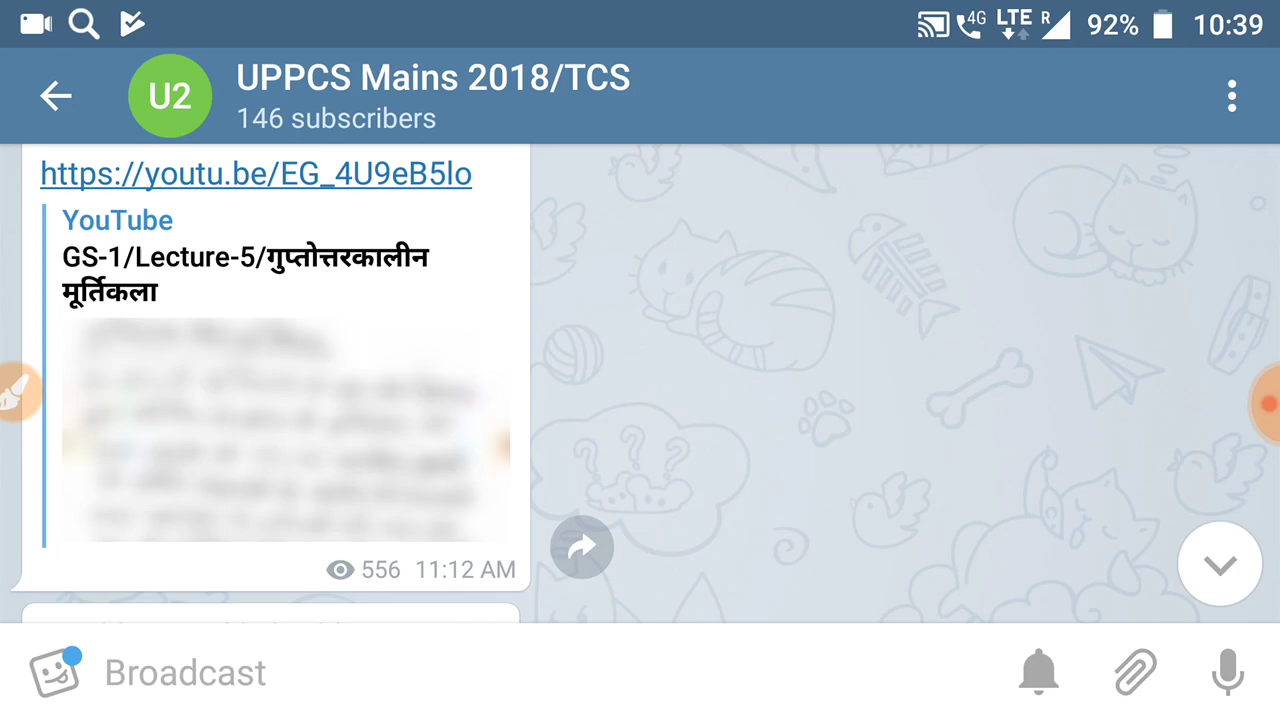 4G LTE R 92% 10:39
U2 UPPCS Mains 2018/TCS
146 subscribers
https://youtu.be/EG_4U9eB5lo
YouTube
GS-1/Lecture-5/गुप्तोत्तरकालीन
मूर्तिकला
? ? ?
556 11:12 AM
Broadcast